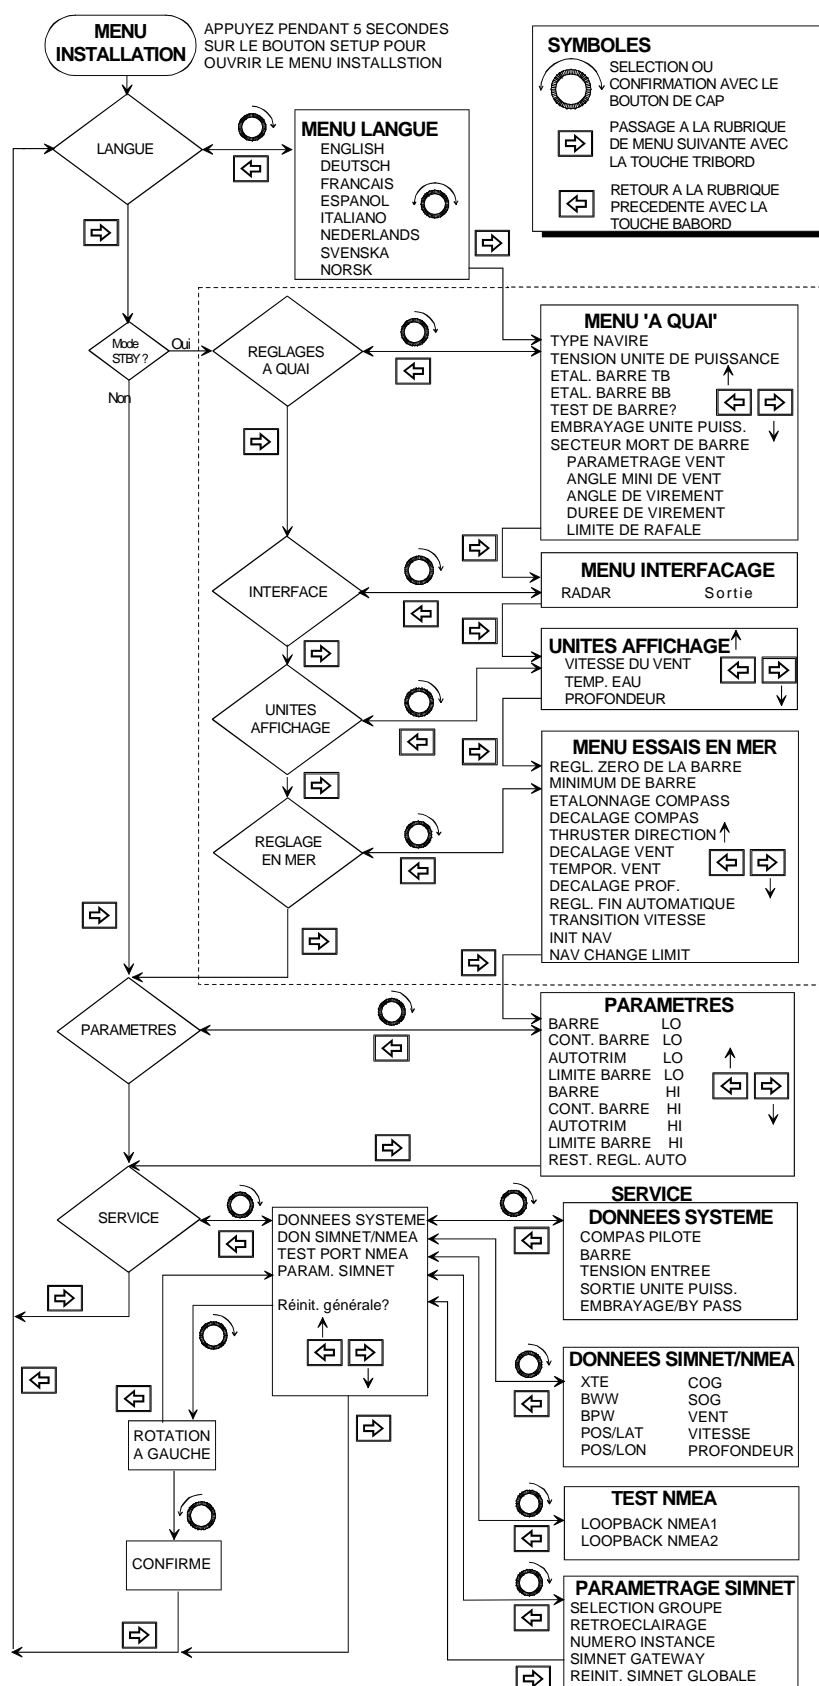 MENU
INSTALLATION
APPUYEZ PENDANT 5 SECONDES
SUR LE BOUTON SETUP POUR
OUVRIR LE MENU INSTALLSTION
SYMBOLES
SELECTION OU
CONFIRMATION AVEC LE
BOUTON DE CAP
PASSAGE A LA RUBRIQUE
DE MENU SUIVANTE AVEC
LA TOUCHE TRIBORD
RETOUR A LA RUBRIQUE
PRECEDENTE AVEC LA
TOUCHE BABORD
LANGUE
MENU LANGUE
ENGLISH
DEUTSCH
FRANCAIS
ESPANOL
ITALIANO
NEDERLANDS
SVENSKA
NORSK
Mode
STBY ?
Oui
Non
REGLAGES
A QUAI
MENU 'A QUAI'
TYPE NAVIRE
TENSION UNITE DE PUISSANCE
ETAL. BARRE TB
ETAL. BARRE BB
TEST DE BARRE?
EMBRAYAGE UNITE PUISS.
SECTEUR MORT DE BARRE
PARAMETRAGE VENT
ANGLE MINI DE VENT
ANGLE DE VIREMENT
DUREE DE VIREMENT
LIMITE DE RAFALE
INTERFACE
MENU INTERFACAGE
RADAR Sortie
UNITES
AFFICHAGE
UNITES AFFICHAGE
VITESSE DU VENT
TEMP. EAU
PROFONDEUR
REGLAGE
EN MER
MENU ESSAIS EN MER
REGL. ZERO DE LA BARRE
MINIMUM DE BARRE
ETALONNAGE COMPASS
DECALAGE COMPAS
THRUSTER DIRECTION
DECALAGE VENT
TEMPOR. VENT
DECALAGE PROF.
REGL. FIN AUTOMATIQUE
TRANSITION VITESSE
INIT NAV
NAV CHANGE LIMIT
PARAMETRES
PARAMETRES
BARRE LO
CONT. BARRE LO
AUTOTRIM LO
LIMITE BARRE LO
BARRE HI
CONT. BARRE HI
AUTOTRIM HI
LIMITE BARRE HI
REST. REGL. AUTO
SERVICE
DONNEES SYSTEME
DON SIMNET/NMEA
TEST PORT NMEA
PARAM. SIMNET
Réinit. générale?
SERVICE
DONNEES SYSTEME
COMPAS PILOTE
BARRE
TENSION ENTREE
SORTIE UNITE PUISS.
EMBRAYAGE/BY PASS
DONNEES SIMNET/NMEA
XTE COG
BWW SOG
BPW VENT
POS/LAT VITESSE
POS/LON PROFONDEUR
ROTATION
A GAUCHE
CONFIRME
TEST NMEA
LOOPBACK NMEA1
LOOPBACK NMEA2
PARAMETRAGE SIMNET
SELECTION GROUPE
RETROECLAIRAGE
NUMERO INSTANCE
SIMNET GATEWAY
REINIT. SIMNET GLOBALE